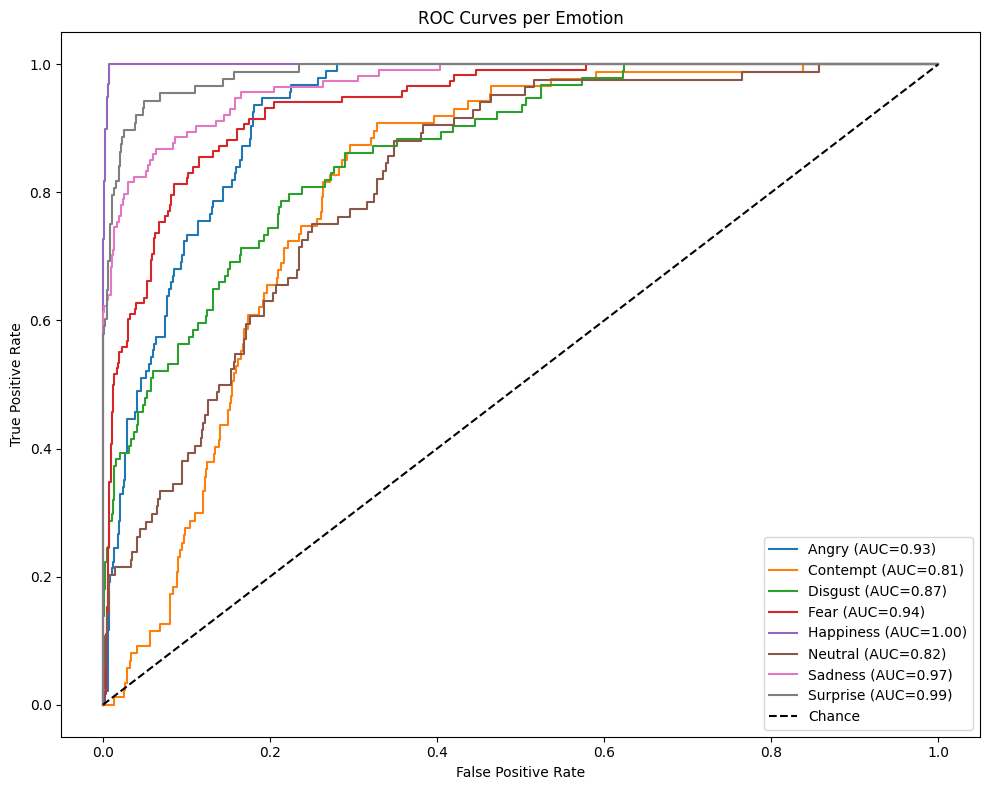 ROC Curves per Emotion
True Positive Rate
1.0
0.8
0.6
0.4
0.2
0.0
0.0 0.2 0.4 0.6 0.8 1.0
False Positive Rate
Angry (AUC=0.93)
Contempt (AUC=0.81)
Disgust (AUC=0.87)
Fear (AUC=0.94)
Happiness (AUC=1.00)
Neutral (AUC=0.82)
Sadness (AUC=0.97)
Surprise (AUC=0.99)
Chance